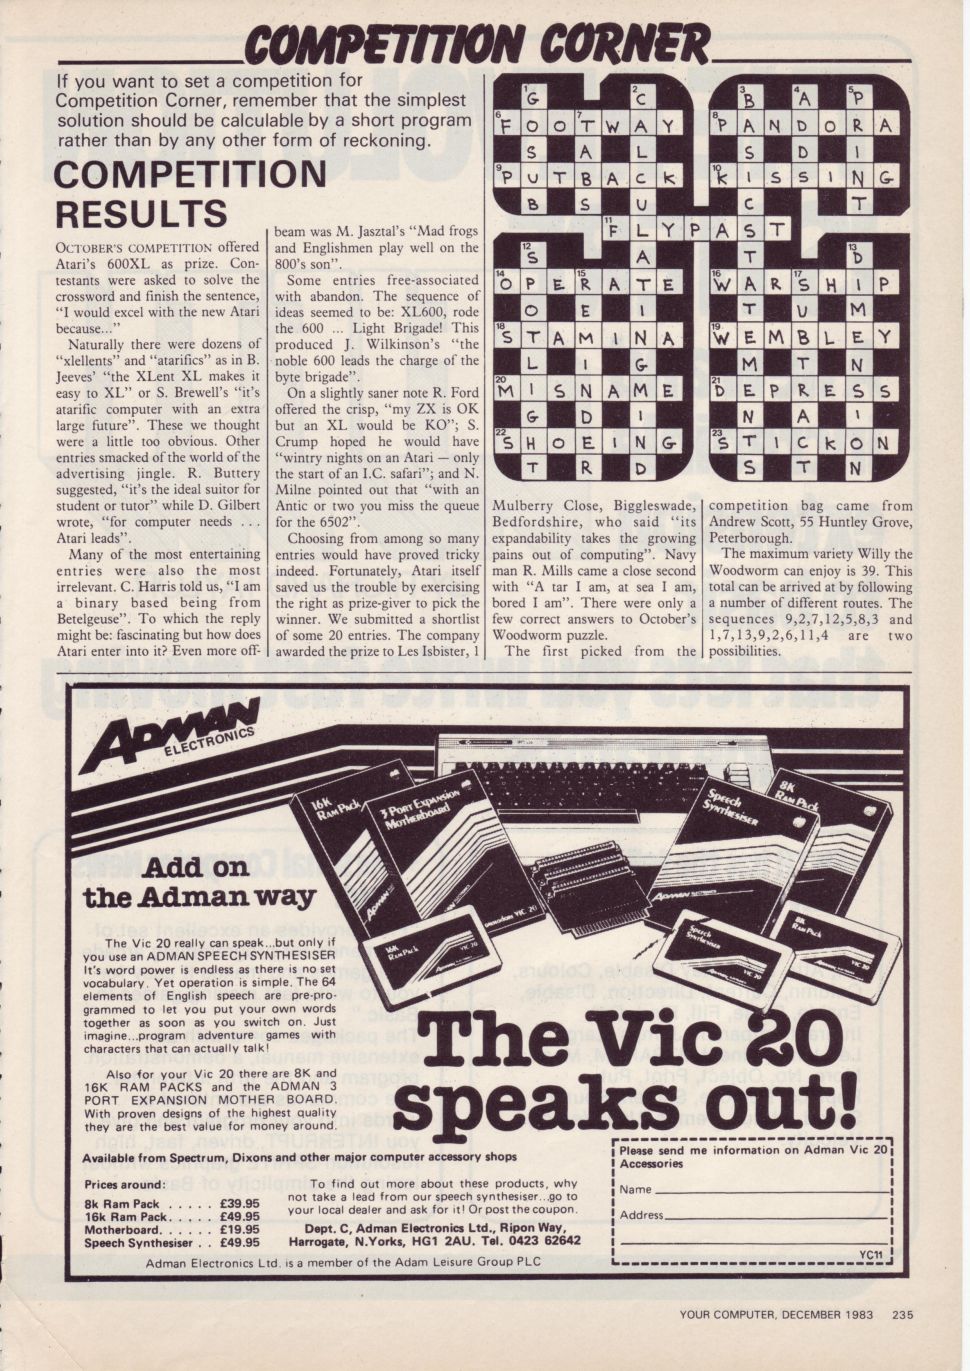 COMPETITION CORNER
If you want to set a competition for
Competition Corner, remember that the simplest
solution should be calculable by a short program
rather than by any other form of reckoning.
COMPETITION
RESULTS
OCTOBER'S COMPETITION offered
Atari's 600XL as prize. Con-
testants were asked to solve the
crossword and finish the sentence,
"I would excel with the new Atari
because..."
Naturally there were dozens of
"xlellents" and "atarifics" as in B.
Jeeves' "the XLent XL makes it
easy to XL" or S. Brewell's "it's
atarific computer with an extra
large future". These we thought
were a little too obvious. Other
entries smacked of the world of the
advertising jingle. R. Buttery
suggested, "it's the ideal suitor for
student or tutor" while D. Gilbert
wrote, "for computer needs . . .
Atari leads".
Many of the most entertaining
entries were also the most
irrelevant. C. Harris told us, "I am
a binary based being from
Betelgeuse". To which the reply
might be: fascinating but how does
Atari enter into it? Even more off-
beam was M. Jasztal's "Mad frogs
and Englishmen play well on the
800's son".
Some entries free-associated
with abandon. The sequence of
ideas seemed to be: XL600, rode
the 600 ... Light Brigade! This
produced J. Wilkinson's "the
noble 600 leads the charge of the
byte brigade".
On a slightly saner note R. Ford
offered the crisp, "my ZX is OK
but an XL would be KO"; S.
Crump hoped he would have
"wintry nights on an Atari — only
the start of an I.C. safari"; and N.
Milne pointed out that "with an
Antic or two you miss the queue
for the 6502".
Choosing from among so many
entries would have proved tricky
indeed. Fortunately, Atari itself
saved us the trouble by exercising
the right as prize-giver to pick the
winner. We submitted a shortlist
of some 20 entries. The company
awarded the prize to Les Isbister, 1
1 G 2 C 3 B 4 A 5 P
6 F O O T W A Y 8 P A N D O R A
S A L S D I
9 P U T B A C K 10 K I S S I N G
B S U C T
11 F L Y P A S T
12 S A T 13 D
14 O P E R A T E 16 W A R S H I P
O E I T U M
18 S T A M I N A 19 W E M B L E Y
L I G M T N
20 M I S N A M E 21 D E P R E S S
G D I N A I
22 S H O E I N G 23 S T I C K O N
T R D S T N
Mulberry Close, Biggleswade,
Bedfordshire, who said "its
expandability takes the growing
pains out of computing". Navy
man R. Mills came a close second
with "A tar I am, at sea I am,
bored I am". There were only a
few correct answers to October's
Woodworm puzzle.
The first picked from the
competition bag came from
Andrew Scott, 55 Huntley Grove,
Peterborough.
The maximum variety Willy the
Woodworm can enjoy is 39. This
total can be arrived at by following
a number of different routes. The
sequences 9,2,7,12,5,8,3 and
1,7,13,9,2,6,11,4 are two
possibilities.
ADMAN
ELECTRONICS
16K
RAM PACK
3 PORT EXPANSION
MOTHERBOARD
SPEECH
SYNTHESISER
8K
RAM PACK
Add on
the Adman way
The Vic 20 really can speak...but only if
you use an ADMAN SPEECH SYNTHESISER
It's word power is endless as there is no set
vocabulary. Yet operation is simple. The 64
elements of English speech are pre-pro-
grammed to let you put your own words
together as soon as you switch on. Just
imagine...program adventure games with
characters that can actually talk!
Also for your Vic 20 there are 8K and
16K RAM PACKS and the ADMAN 3
PORT EXPANSION MOTHER BOARD.
With proven designs of the highest quality
they are the best value for money around.
The Vic 20
speaks out!
Available from Spectrum, Dixons and other major computer accessory shops
Prices around:
8k Ram Pack . . . . . £39.95
16k Ram Pack. . . . . £49.95
Motherboard. . . . . . £19.95
Speech Synthesiser . . £49.95
To find out more about these products, why
not take a lead from our speech synthesiser...go to
your local dealer and ask for it! Or post the coupon.
Dept. C, Adman Electronics Ltd., Ripon Way,
Harrogate, N.Yorks, HG1 2AU. Tel. 0423 62642
Adman Electronics Ltd. is a member of the Adam Leisure Group PLC
Please send me information on Adman Vic 20
Accessories
Name
Address
YC11
YOUR COMPUTER, DECEMBER 1983 235